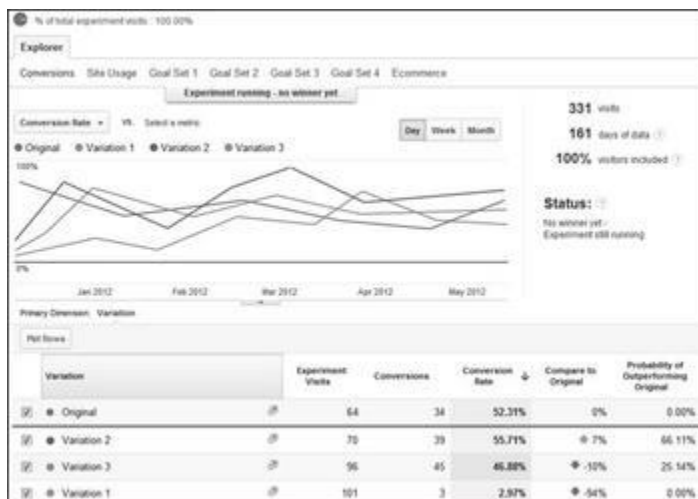 % of total experiment visits : 100.00%
Explorer
Conversions Site Usage Goal Set 1 Goal Set 2 Goal Set 3 Goal Set 4 Ecommerce
Experiment running - no winner yet
Conversion Rate VS. Select a metric
Day Week Month
Original Variation 1 Variation 2 Variation 3
100%
0%
Jan 2012 Feb 2012 Mar 2012 Apr 2012 May 2012
331 visits
161 days of data
100% visitors included
Status:
No winner yet -
Experiment still running
Primary Dimension: Variation
Plot Rows
Variation Experiment Visits Conversions Conversion Rate Compare to Original Probability of Outperforming Original
Original 64 34 52.31% 0% 0.00%
Variation 2 70 39 55.71% 7% 66.11%
Variation 3 96 45 46.88% -10% 25.14%
Variation 1 101 3 2.97% -94% 0.00%